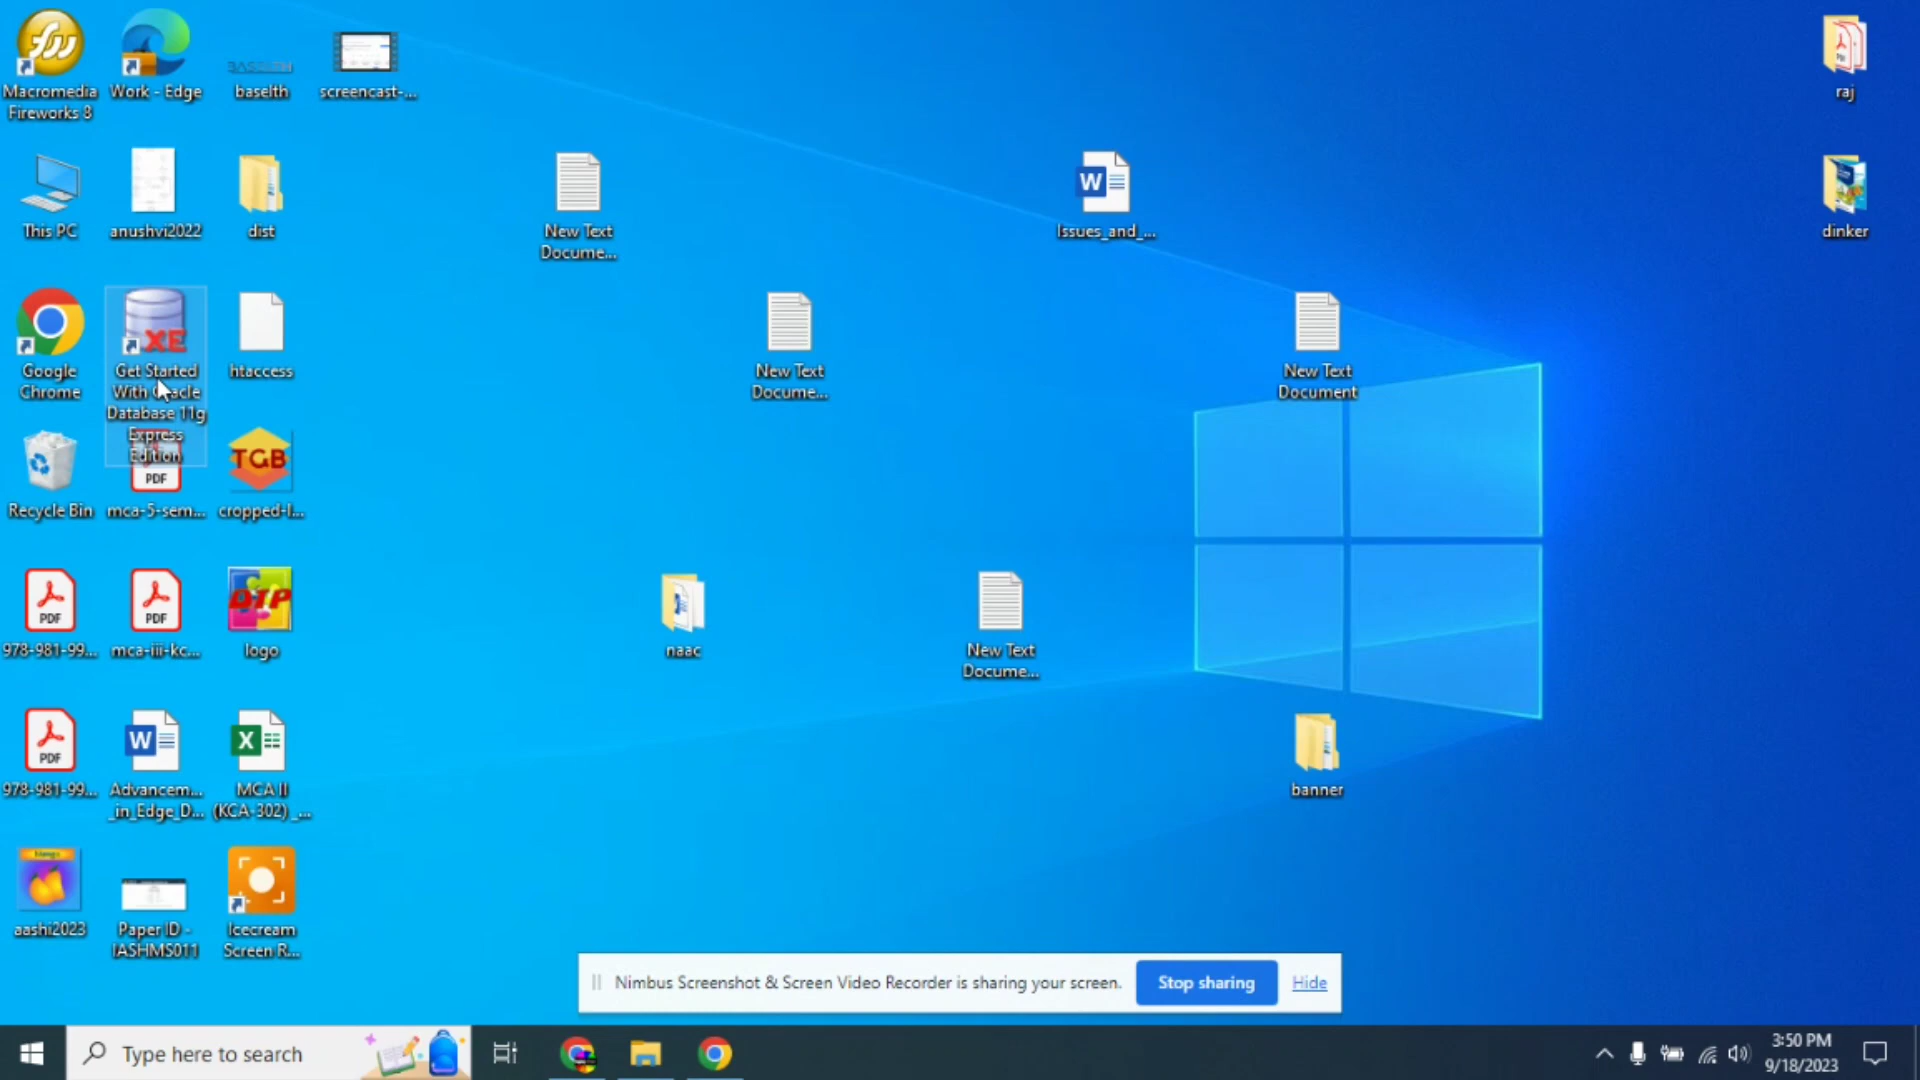 Macromedia
Fireworks 8
Work - Edge
baselth
screencast-...
raj
This PC
anushvi2022
dist
New Text
Docume...
Issues_and_...
dinker
Google
Chrome
XE
Get Started
With Oracle
Database 11g
Express
Edition
htaccess
New Text
Docume...
New Text
Document
Recycle Bin
PDF
mca-5-sem...
TGB
cropped-l...
PDF
978-981-99...
PDF
mca-iii-kc...
DTP
logo
naac
New Text
Docume...
PDF
978-981-99...
W
Advancem...
_in_Edge_D...
X
MCA II
(KCA-302) _...
banner
aashi2023
Paper ID -
IASHMS011
Icecream
Screen R...
Nimbus Screenshot & Screen Video Recorder is sharing your screen.
Stop sharing
Hide
Type here to search
3:50 PM
9/18/2023